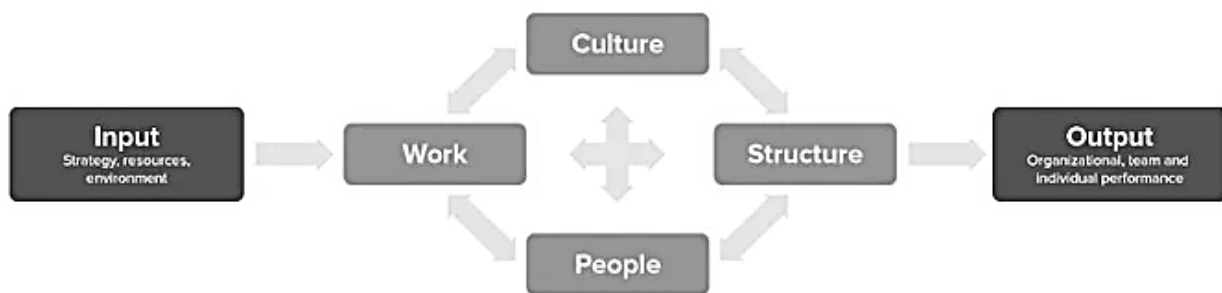 Culture
Input
Strategy, resources,
environment
Work
Structure
Output
Organizational, team and
individual performance
People